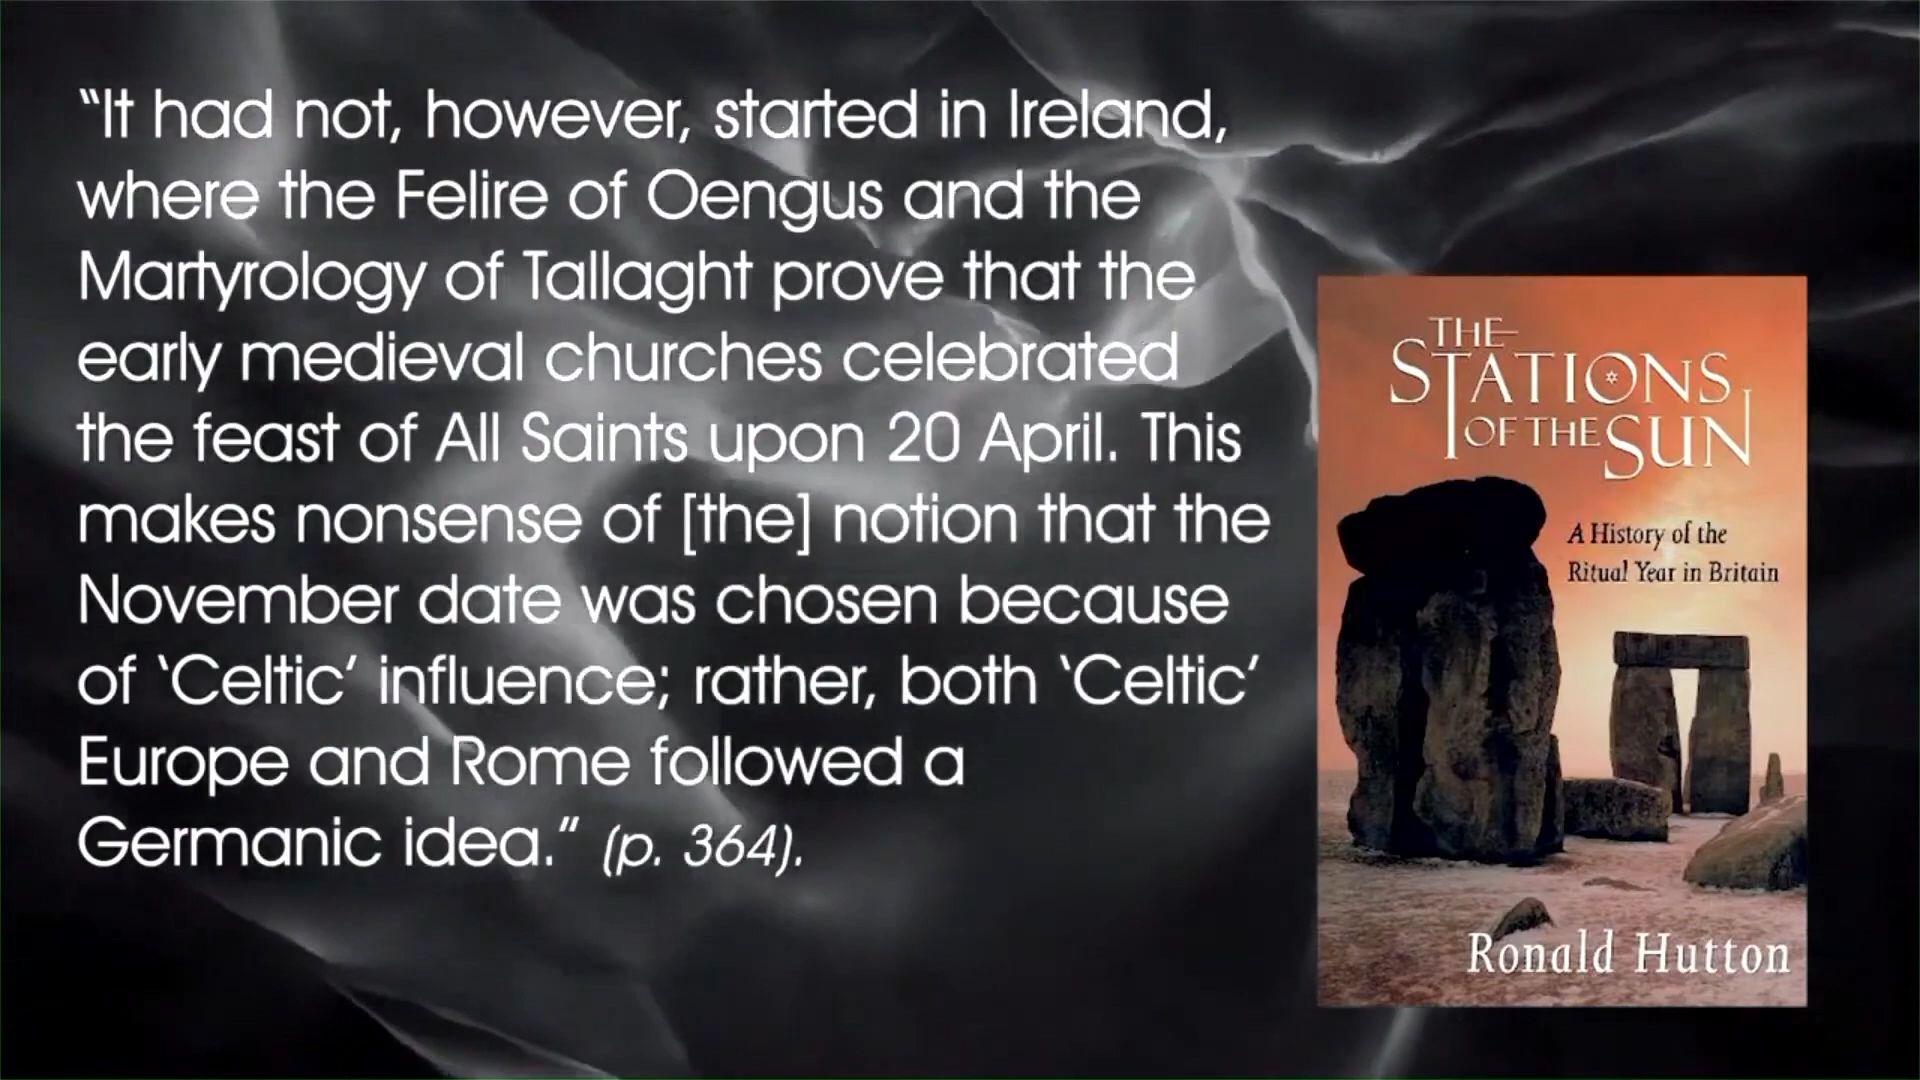 “It had not, however, started in Ireland,
where the Felire of Oengus and the
Martyrology of Tallaght prove that the
early medieval churches celebrated
the feast of All Saints upon 20 April. This
makes nonsense of [the] notion that the
November date was chosen because
of ‘Celtic’ influence; rather, both ‘Celtic’
Europe and Rome followed a
Germanic idea.” (p. 364).
THE
STATIONS
OF THE SUN
A History of the
Ritual Year in Britain
Ronald Hutton